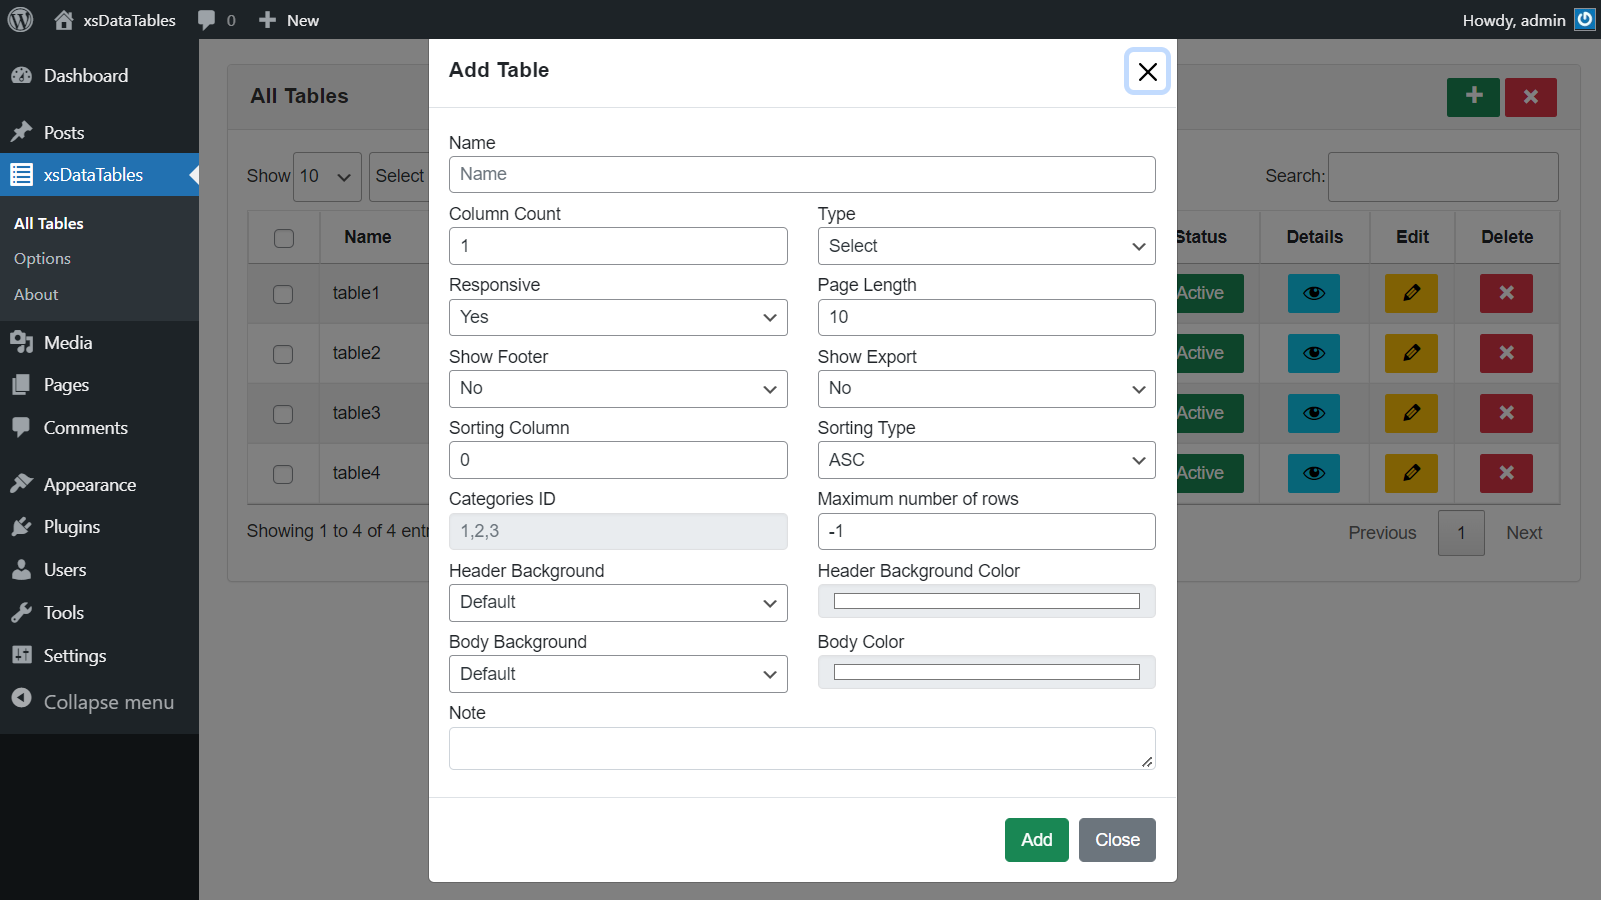 xsDataTables 0 New Howdy, admin
Dashboard
Posts
xsDataTables
All Tables
Options
About
Media
Pages
Comments
Appearance
Plugins
Users
Tools
Settings
Collapse menu
All Tables
Show 10 Select Search:
Name Status Details Edit Delete
table1 Active
table2 Active
table3 Active
table4 Active
Showing 1 to 4 of 4 entr
Previous 1 Next
Add Table
Name
Name
Column Count Type
1 Select
Responsive Page Length
Yes 10
Show Footer Show Export
No No
Sorting Column Sorting Type
0 ASC
Categories ID Maximum number of rows
1,2,3 -1
Header Background Header Background Color
Default
Body Background Body Color
Default
Note
Add Close